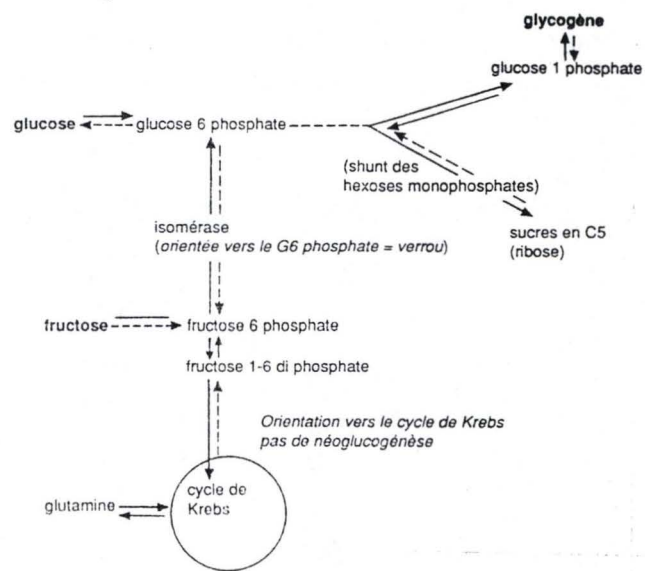 glycogène
glucose 1 phosphate
glucose
glucose 6 phosphate
(shunt des
hexoses monophosphates)
sucres en C5
(ribose)
isomérase
(orientée vers le G6 phosphate = verrou)
fructose
fructose 6 phosphate
fructose 1-6 di phosphate
Orientation vers le cycle de Krebs
pas de néoglucogénèse
glutamine
cycle de
Krebs